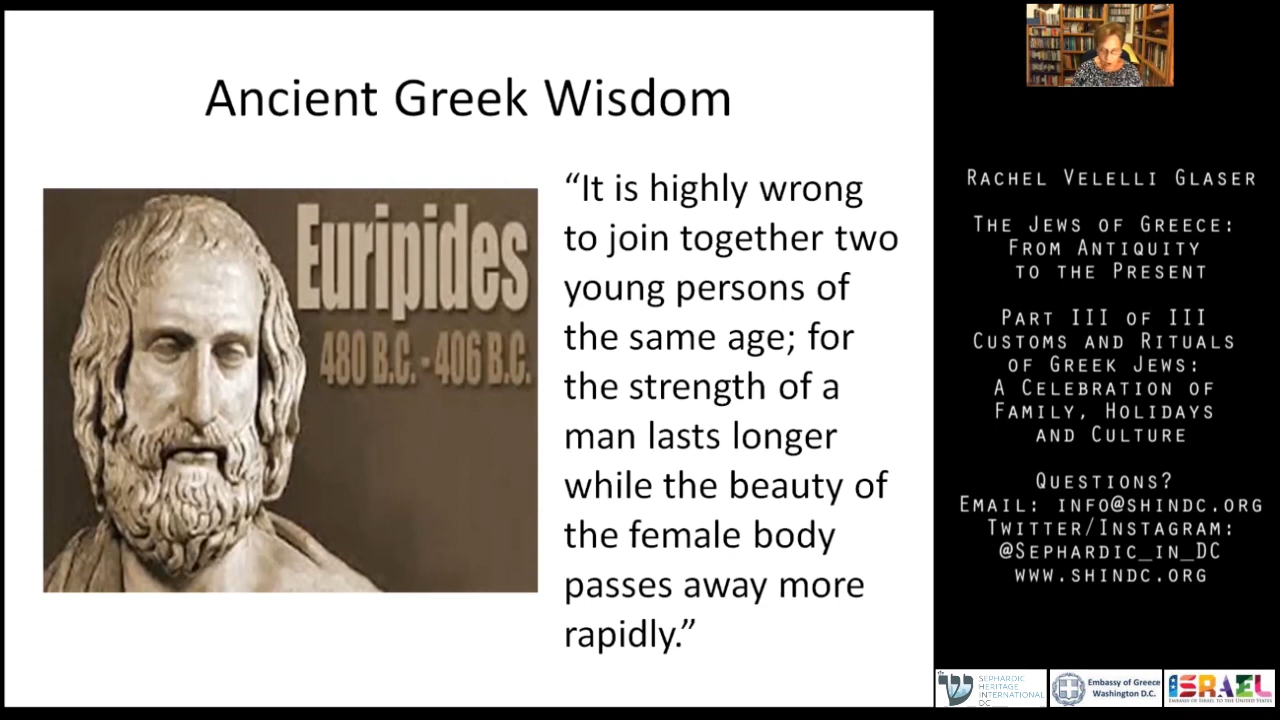 Ancient Greek Wisdom
Euripides
480 B.C. - 406 B.C.
“It is highly wrong
to join together two
young persons of
the same age; for
the strength of a
man lasts longer
while the beauty of
the female body
passes away more
rapidly.”
Rachel Velelli Glaser
The Jews of Greece:
From Antiquity
to the Present
Part III of III
Customs and Rituals
of Greek Jews:
A Celebration of
Family, Holidays
and Culture
Questions?
Email: info@shindc.org
Twitter/Instagram:
@Sephardic_in_DC
www.shindc.org
SEPHARDIC
HERITAGE
INTERNATIONAL
DC
Embassy of Greece
Washington D.C.
ISRAEL
EMBASSY OF ISRAEL TO THE UNITED STATES